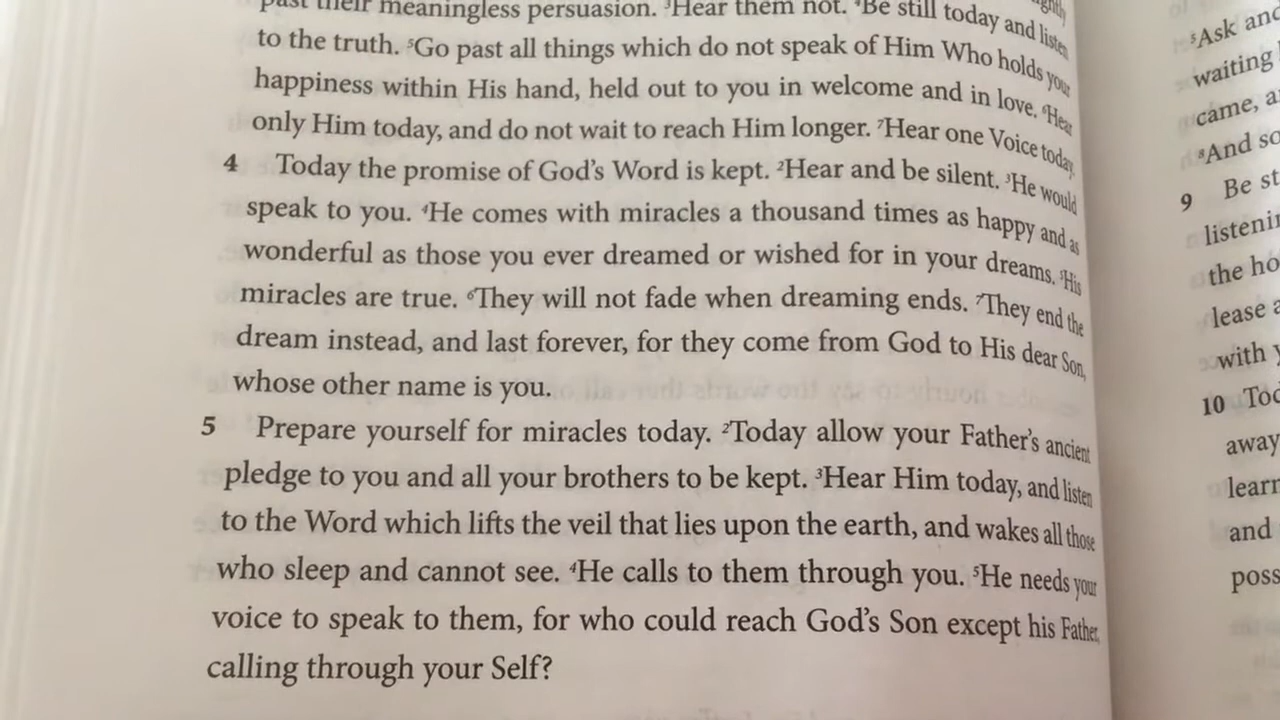 past their meaningless persuasion. ³Hear them not. ⁴Be still today and listen
to the truth. ⁵Go past all things which do not speak of Him Who holds your
happiness within His hand, held out to you in welcome and in love. ⁶Hear
only Him today, and do not wait to reach Him longer. ⁷Hear one Voice today.
4 Today the promise of God’s Word is kept. ²Hear and be silent. ³He would
speak to you. ⁴He comes with miracles a thousand times as happy and as
wonderful as those you ever dreamed or wished for in your dreams. ⁵His
miracles are true. ⁶They will not fade when dreaming ends. ⁷They end the
dream instead, and last forever, for they come from God to His dear Son,
whose other name is you.
5 Prepare yourself for miracles today. ²Today allow your Father’s ancient
pledge to you and all your brothers to be kept. ³Hear Him today, and listen
to the Word which lifts the veil that lies upon the earth, and wakes all those
who sleep and cannot see. ⁴He calls to them through you. ⁵He needs your
voice to speak to them, for who could reach God’s Son except his Father,
calling through your Self?
⁵Ask and
waiting
came,
⁸And so
9 Be
the
with
10
away
and